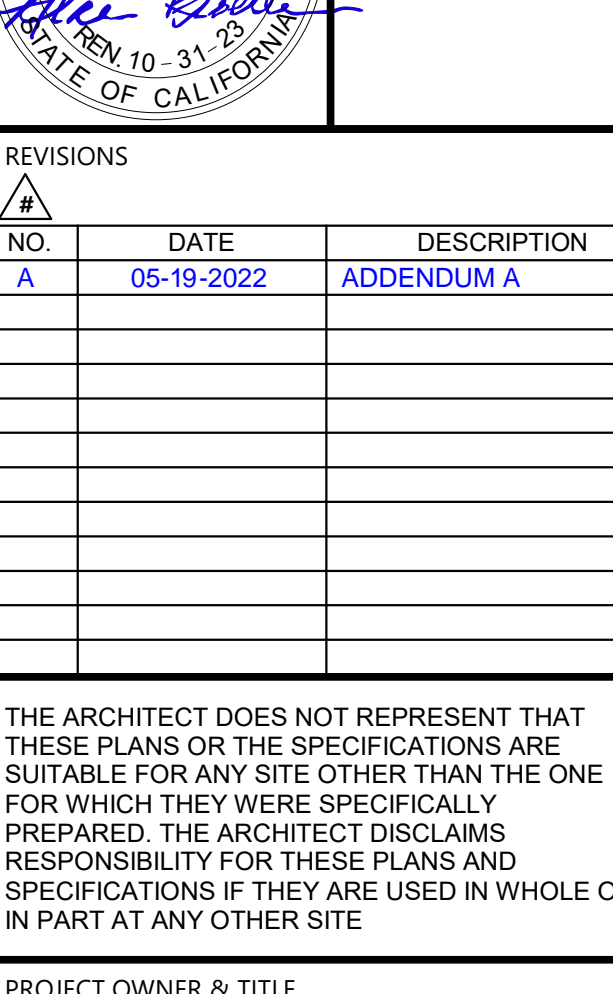 REN. 10-31-23
STATE OF CALIFORNIA
REVISIONS
#
NO. DATE DESCRIPTION
A 05-19-2022 ADDENDUM A
THE ARCHITECT DOES NOT REPRESENT THAT
THESE PLANS OR THE SPECIFICATIONS ARE
SUITABLE FOR ANY SITE OTHER THAN THE ONE
FOR WHICH THEY WERE SPECIFICALLY
PREPARED. THE ARCHITECT DISCLAIMS
RESPONSIBILITY FOR THESE PLANS AND
SPECIFICATIONS IF THEY ARE USED IN WHOLE
IN PART AT ANY OTHER SITE
PROJECT OWNER & TITLE